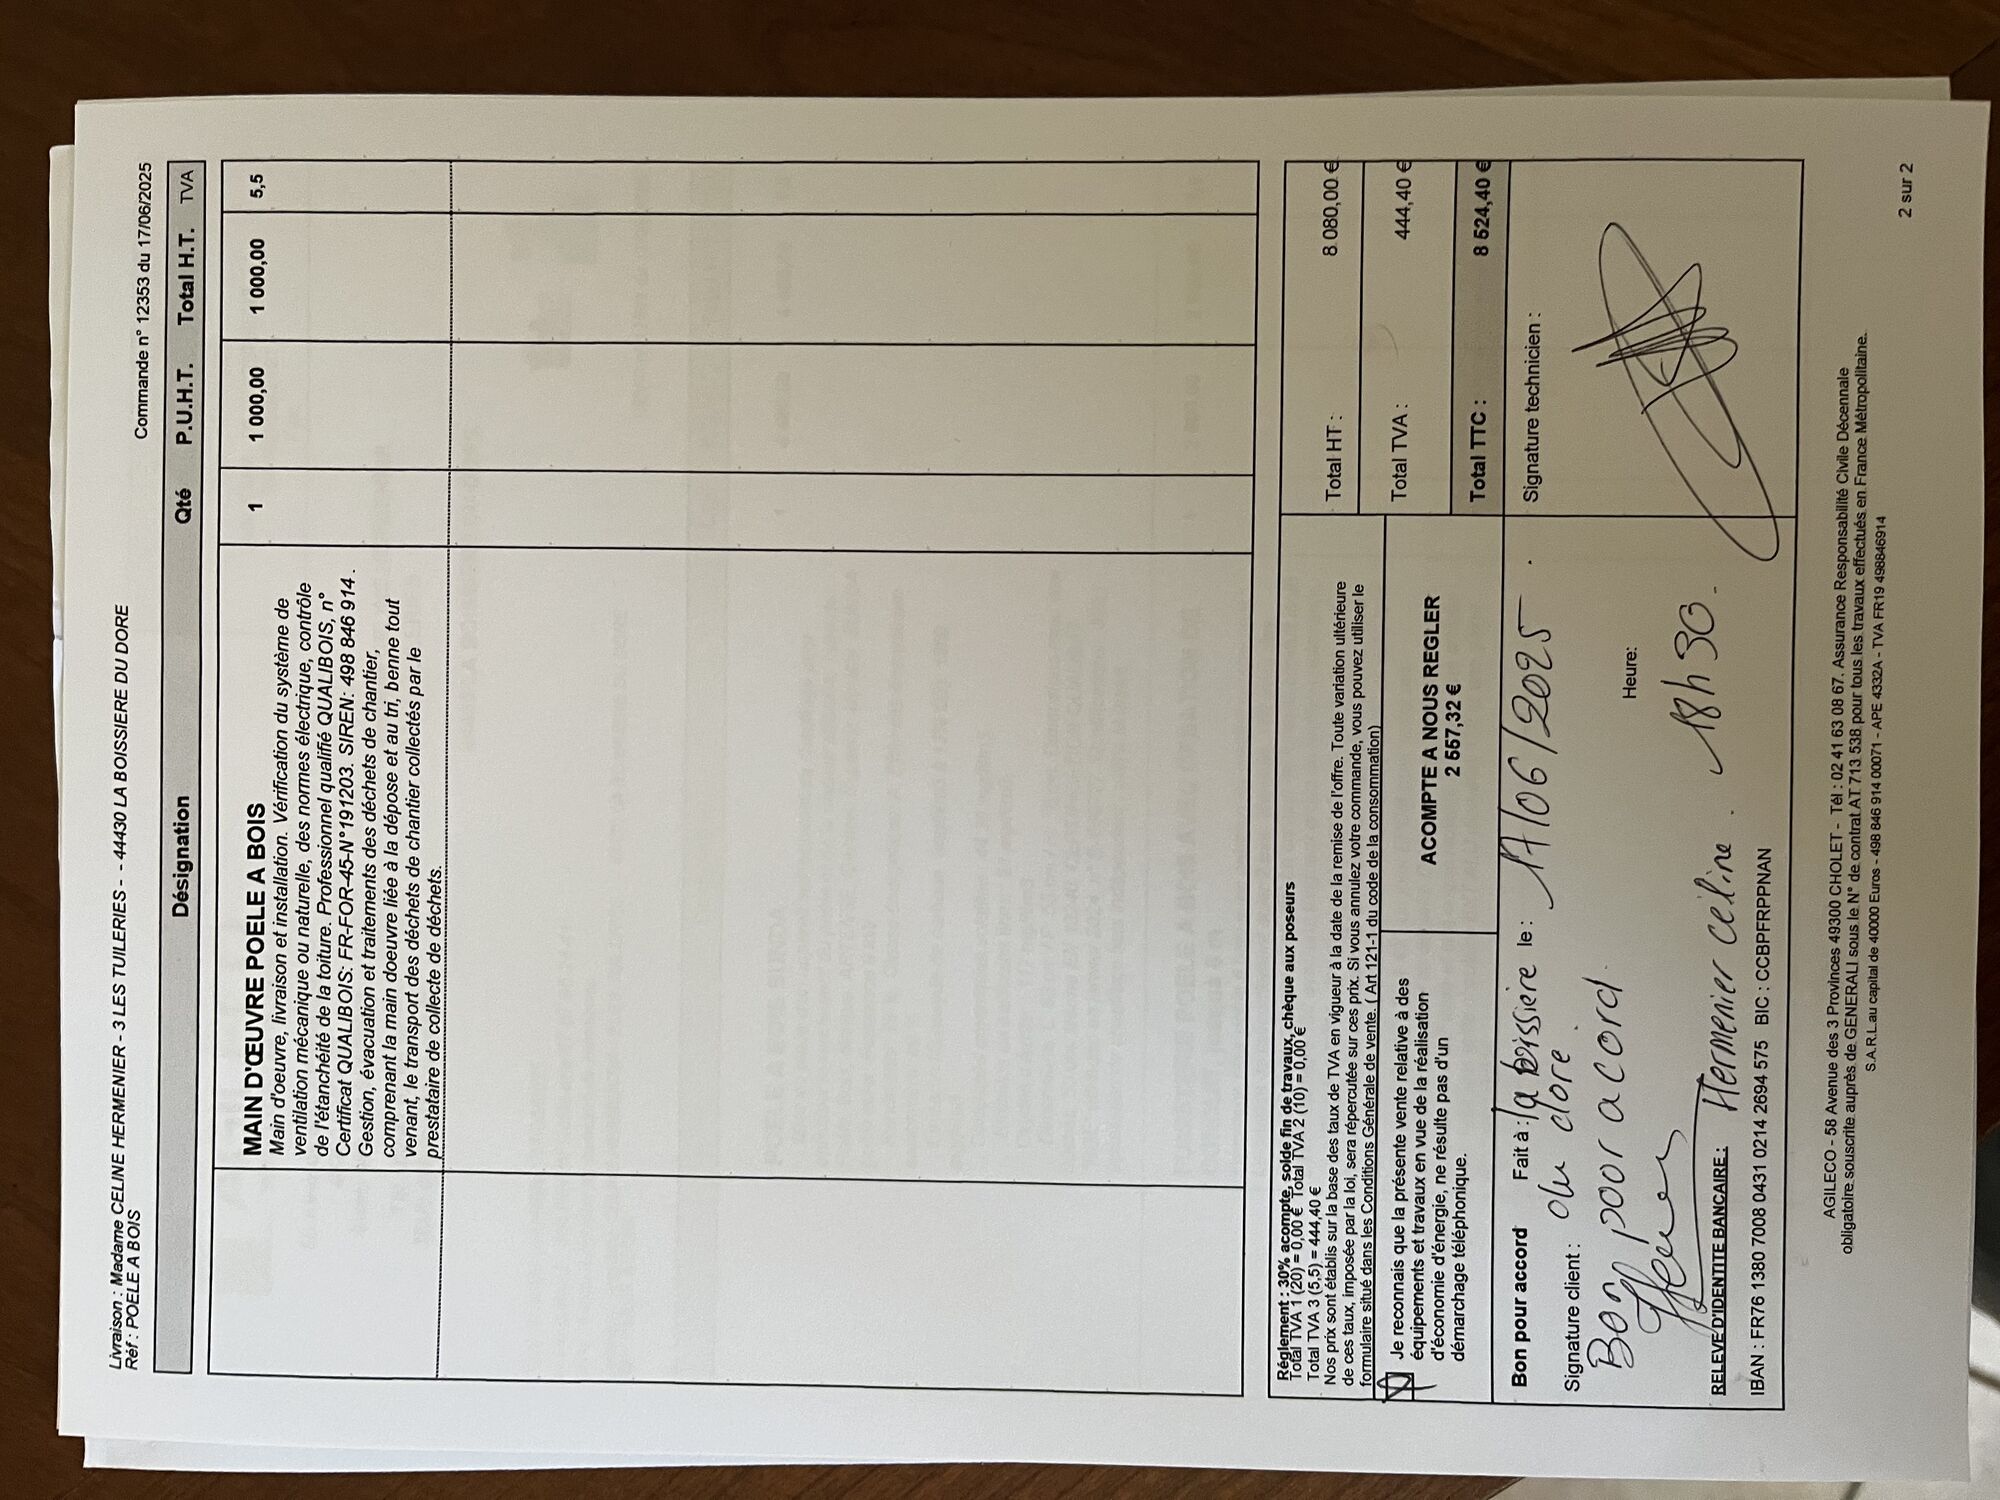 Livraison : Madame CELINE HERMENIER - 3 LES TUILERIES - - 44430 LA BOISSIERE DU DORE
Réf : POELE A BOIS
Commande n° 12353 du 17/06/2025
Désignation Qté P.U.H.T. Total H.T. TVA
MAIN D'ŒUVRE POELE A BOIS 1 1 000,00 1 000,00 5,5
Main d'oeuvre, livraison et installation. Vérification du système de
ventilation mécanique ou naturelle, des normes électrique, contrôle
de l'étanchéité de la toiture. Professionnel qualifié QUALIBOIS, n°
Certificat QUALIBOIS: FR-FOR-45-N°191203. SIREN: 498 846 914.
Gestion, évacuation et traitements des déchets de chantier,
comprenant la main doeuvre liée à la dépose et au tri, benne tout
venant, le transport des déchets de chantier collectés par le
prestataire de collecte de déchets.
Réglement : 30% acompte, solde fin de travaux, chèque aux poseurs
Total TVA 1 (20) = 0,00 € Total TVA 2 (10) = 0,00 €
Total TVA 3 (5,5) = 444,40 €
Nos prix sont établis sur la base des taux de TVA en vigueur à la date de la remise de l'offre. Toute variation ultérieure
de ces taux, imposée par la loi, sera répercutée sur ces prix. Si vous annulez votre commande, vous pouvez utiliser le
formulaire situé dans les Conditions Générale de vente. ( Art 121-1 du code de la consommation)
Total HT : 8 080,00 €
Total TVA : 444,40 €
Total TTC : 8 524,40 €
Je reconnais que la présente vente relative à des
équipements et travaux en vue de la réalisation
d'économie d'énergie, ne résulte pas d'un
démarchage téléphonique.
ACOMPTE A NOUS REGLER
2 557,32 €
Bon pour accord Fait à : la boissière le : 17/06/2025.
du dore
Signature client :
Signature technicien :
Bon pour acord.
Heure:
18h30.
Hermenier céline.
RELEVE D'IDENTITE BANCAIRE :
IBAN : FR76 1380 7008 0431 0214 2694 575 BIC : CCBPFRPPNAN
AGILECO - 58 Avenue des 3 Provinces 49300 CHOLET - Tél : 02 41 63 08 67. Assurance Responsabilité Civile Décennale
obligatoire souscrite auprès de GENERALI sous le N° de contrat AT 713 538 pour tous les travaux effectués en France Métropolitaine.
S.A.R.L au capital de 40000 Euros - 498 846 914 00071 - APE 4332A - TVA FR19 498846914
2 sur 2